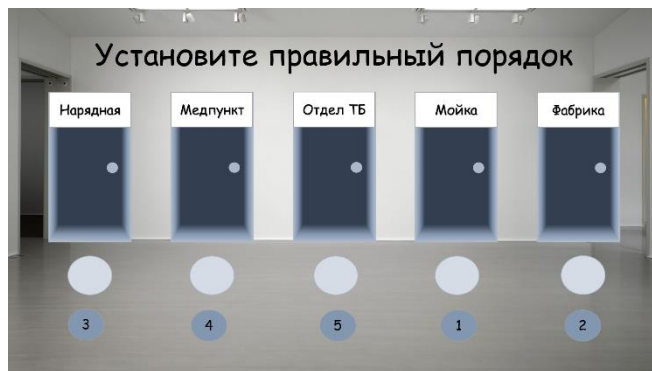 Установите правильный порядок
Нарядная Медпункт Отдел ТБ Мойка Фабрика
3 4 5 1 2